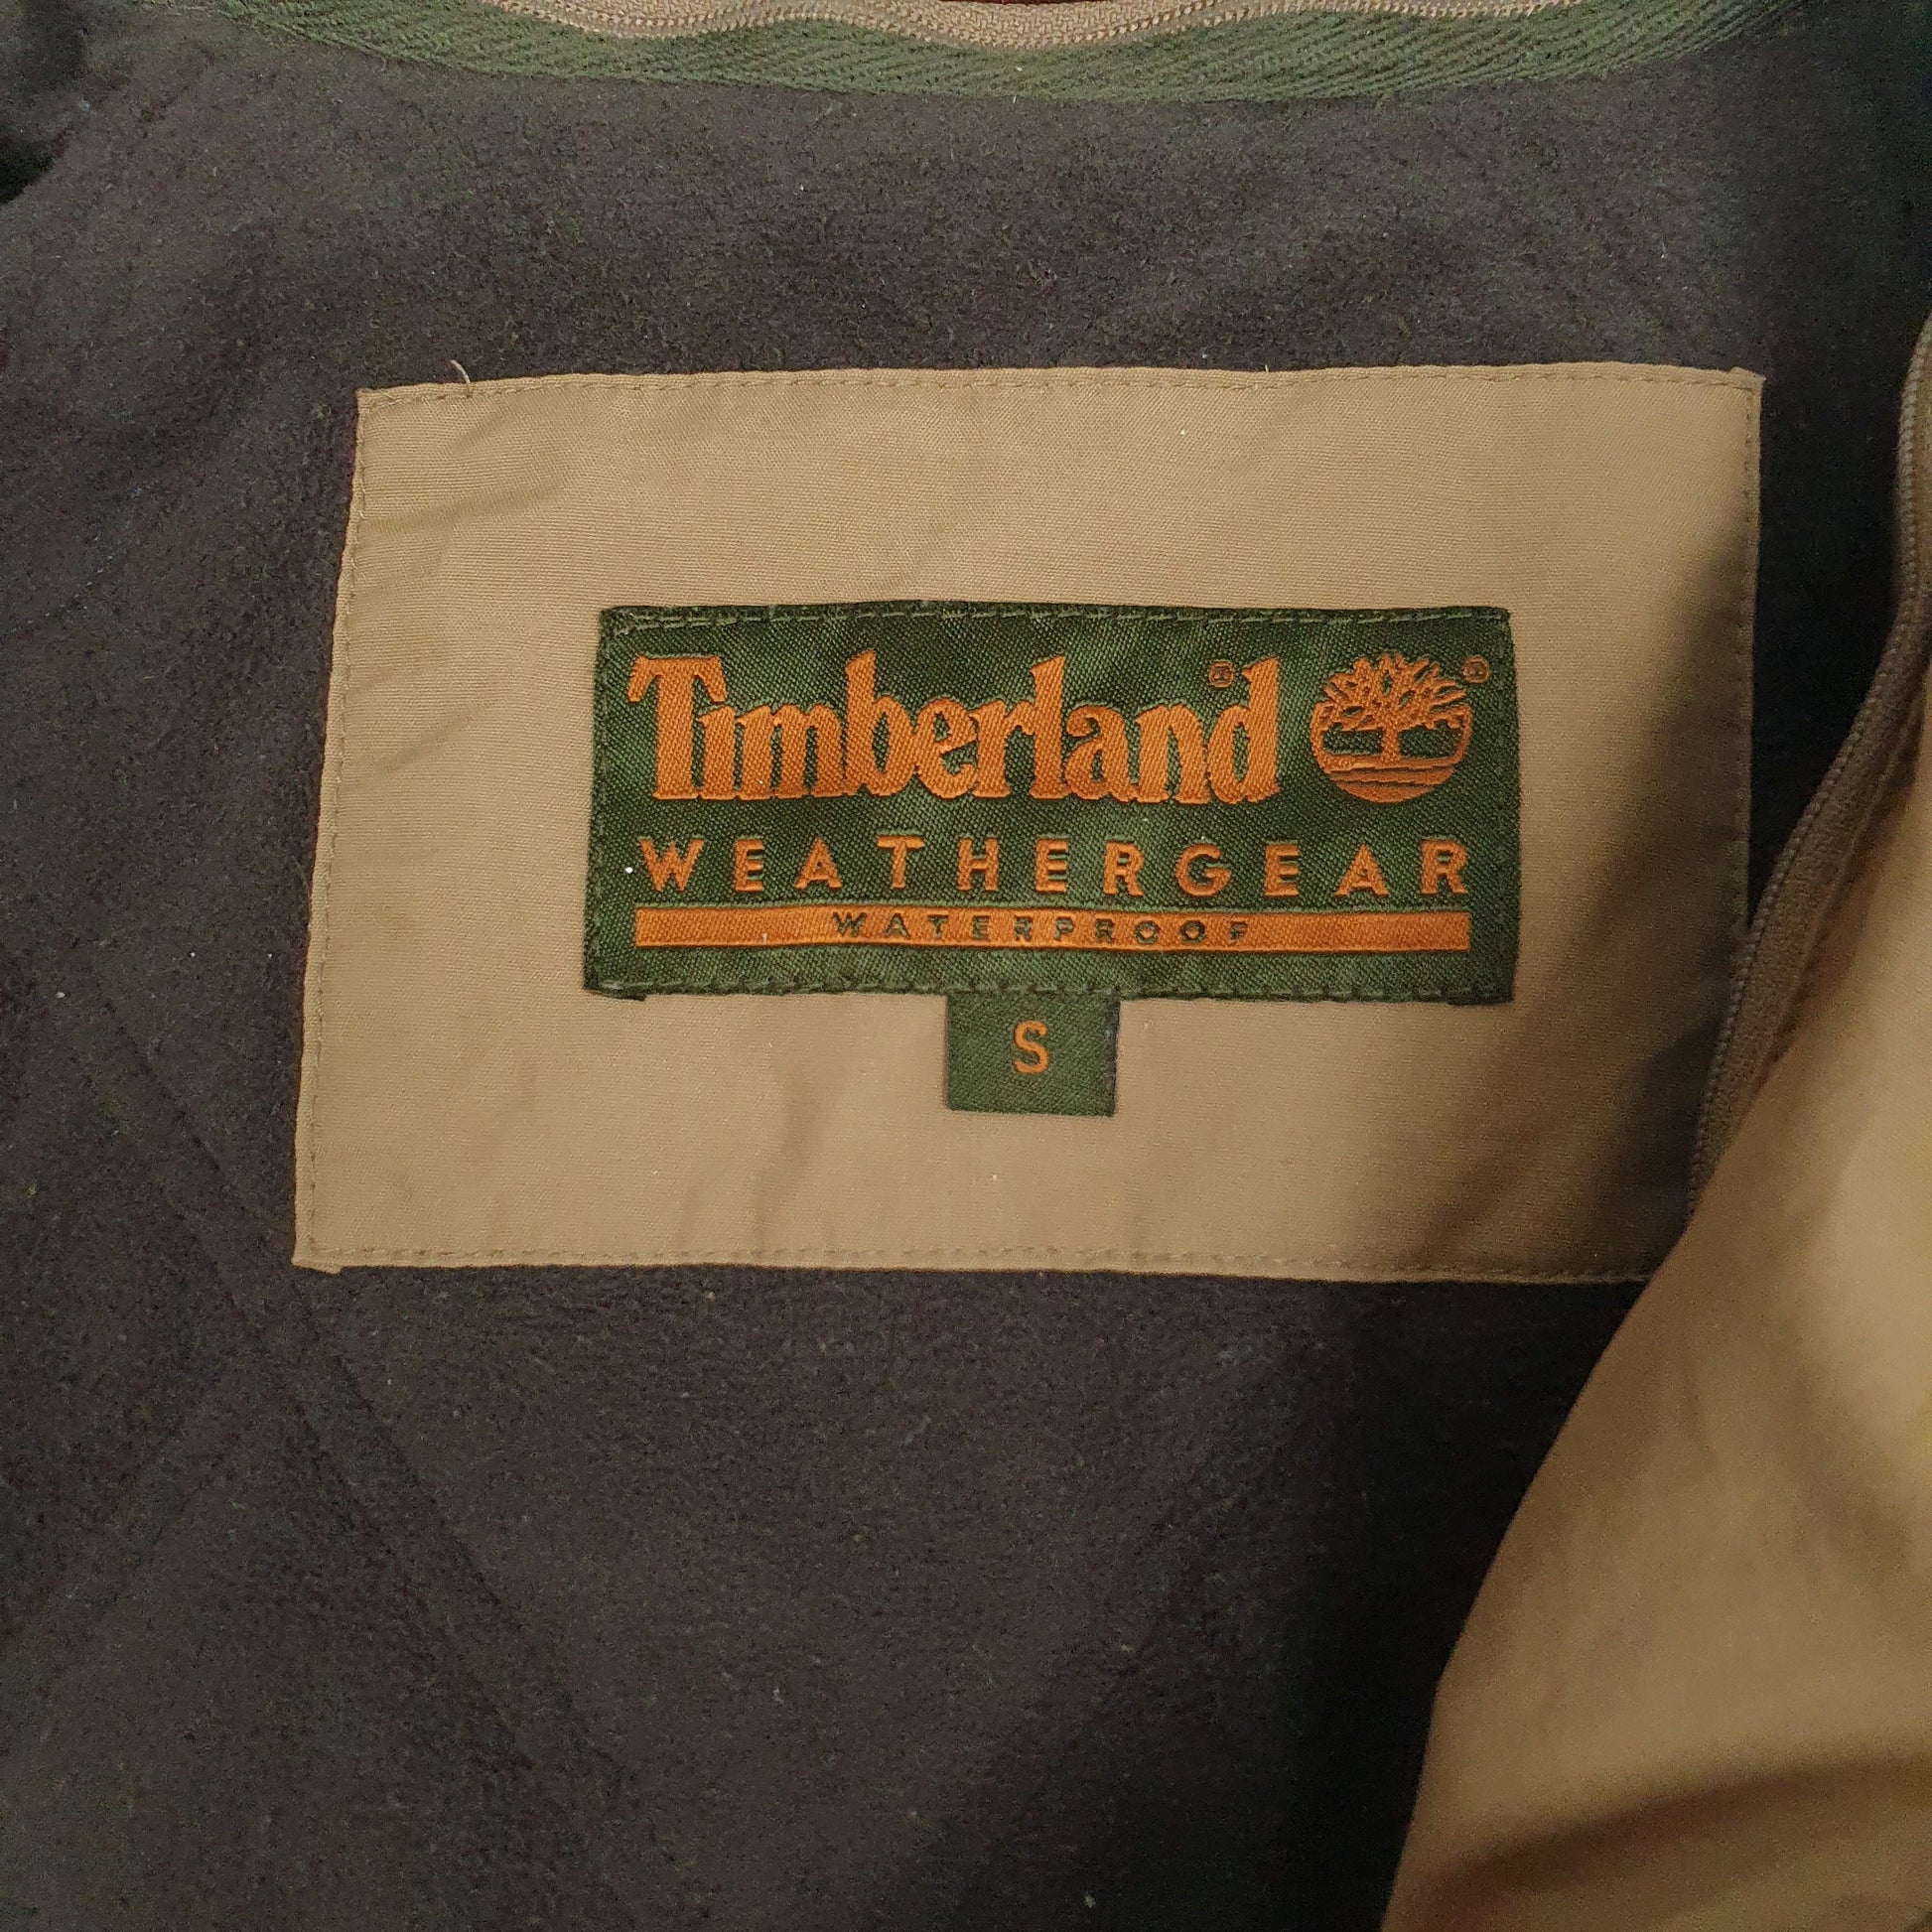 Timberland®
®
WEATHERGEAR
WATERPROOF
S